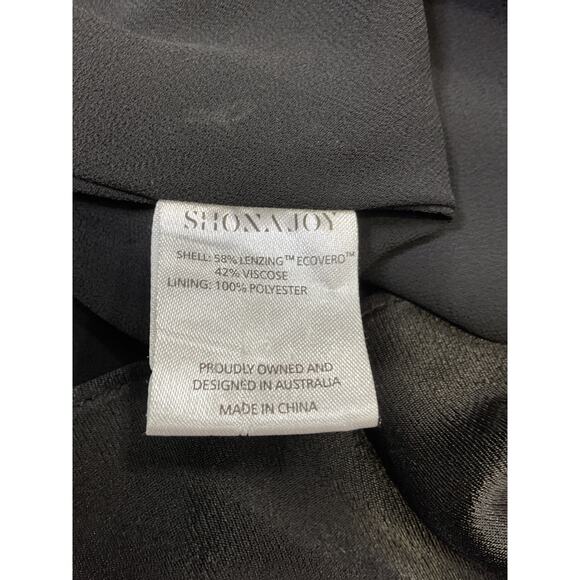 SHONA JOY
SHELL: 58% LENZING™ ECOVERO™
42% VISCOSE
LINING: 100% POLYESTER
PROUDLY OWNED AND
DESIGNED IN AUSTRALIA
MADE IN CHINA